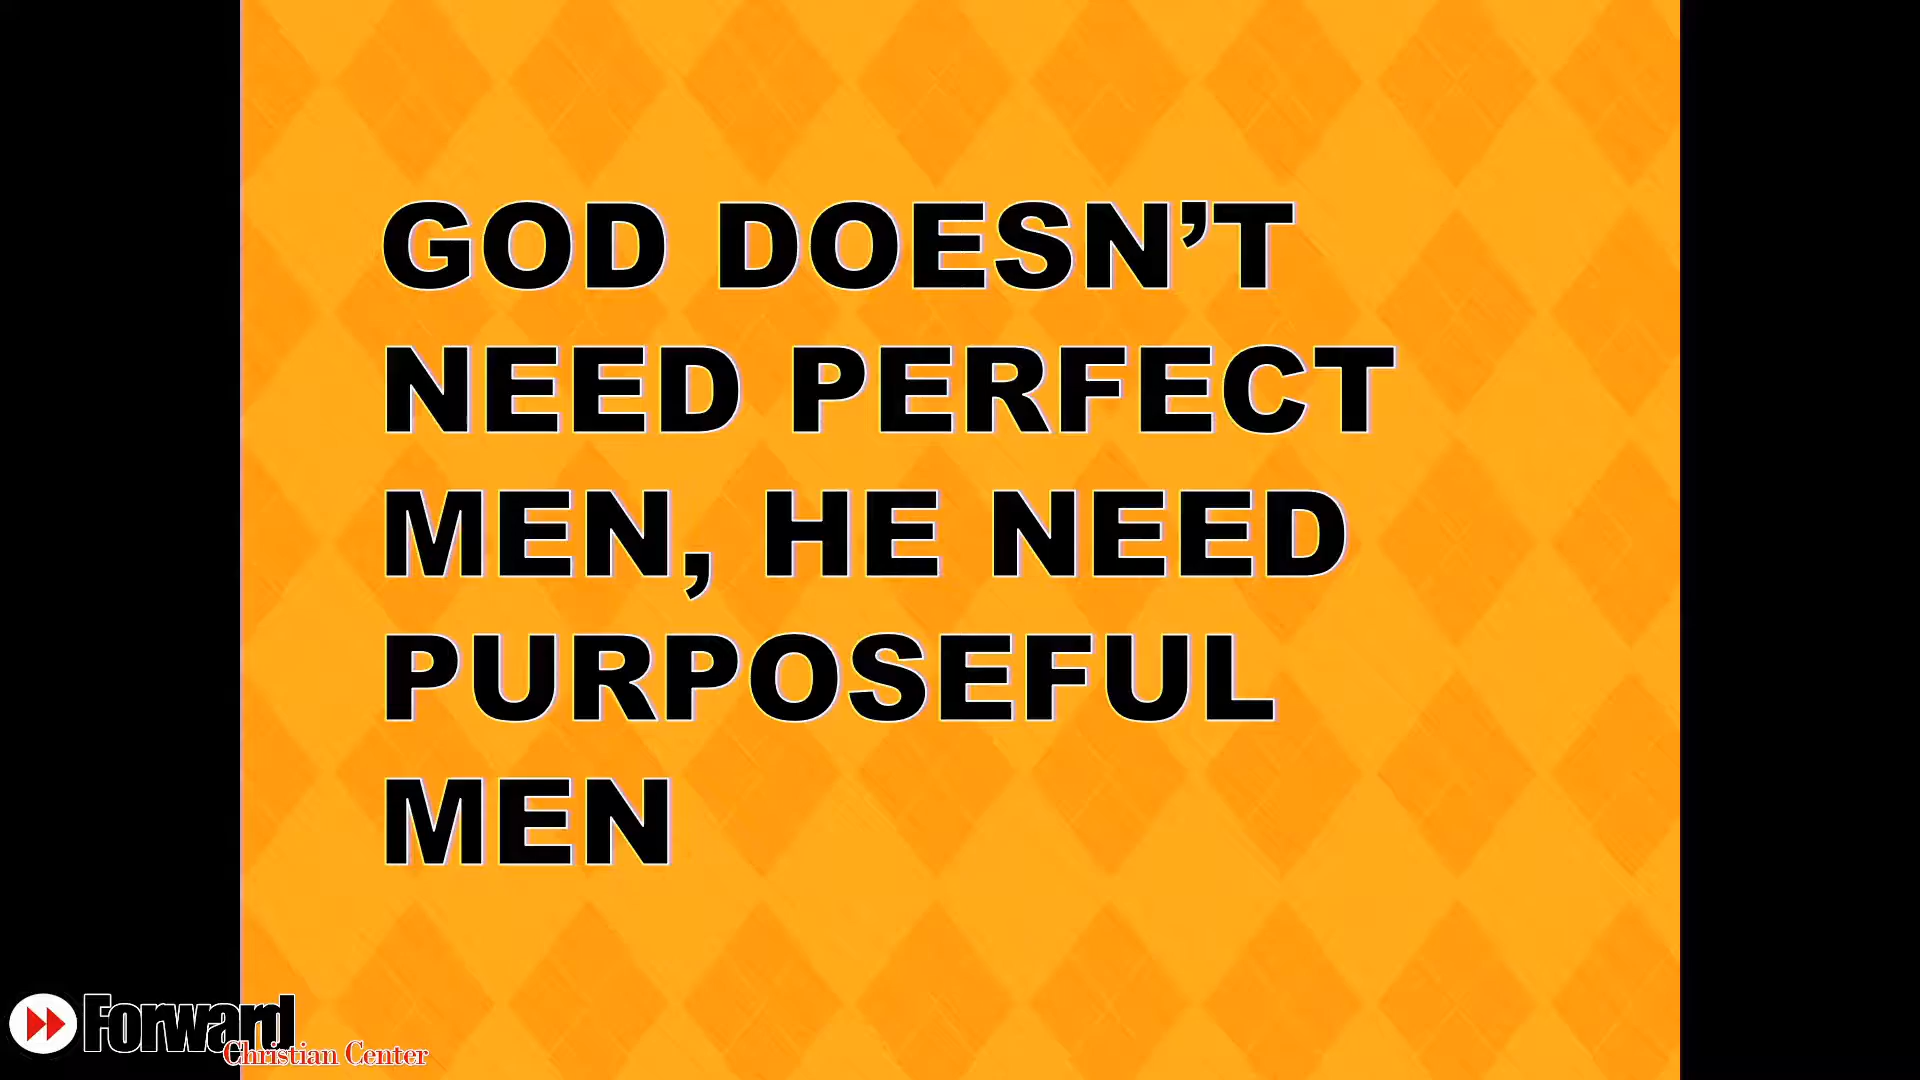 GOD DOESN’T
NEED PERFECT
MEN, HE NEED
PURPOSEFUL
MEN
Forward
Christian Center